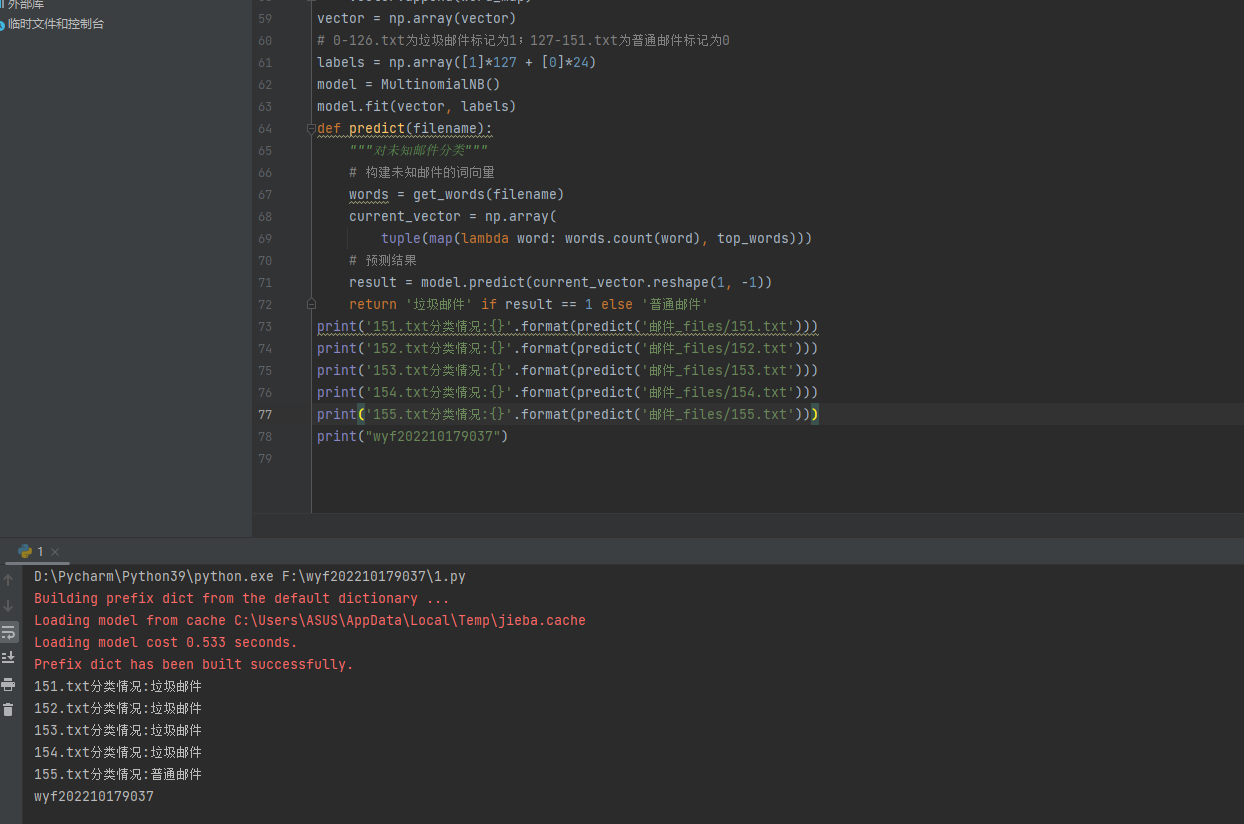 外部库
临时文件和控制台
59 vector = np.array(vector)
60 # 0-126.txt为垃圾邮件标记为1；127-151.txt为普通邮件标记为0
61 labels = np.array([1]*127 + [0]*24)
62 model = MultinomialNB()
63 model.fit(vector, labels)
64 def predict(filename):
65 """对未知邮件分类"""
66 # 构建未知邮件的词向量
67 words = get_words(filename)
68 current_vector = np.array(
69 tuple(map(lambda word: words.count(word), top_words)))
70 # 预测结果
71 result = model.predict(current_vector.reshape(1, -1))
72 return '垃圾邮件' if result == 1 else '普通邮件'
73 print('151.txt分类情况:{}'.format(predict('邮件_files/151.txt')))
74 print('152.txt分类情况:{}'.format(predict('邮件_files/152.txt')))
75 print('153.txt分类情况:{}'.format(predict('邮件_files/153.txt')))
76 print('154.txt分类情况:{}'.format(predict('邮件_files/154.txt')))
77 print('155.txt分类情况:{}'.format(predict('邮件_files/155.txt')))
78 print("wyf202210179037")
79
1
D:\Pycharm\Python39\python.exe F:\wyf202210179037\1.py
Building prefix dict from the default dictionary ...
Loading model from cache C:\Users\ASUS\AppData\Local\Temp\jieba.cache
Loading model cost 0.533 seconds.
Prefix dict has been built successfully.
151.txt分类情况:垃圾邮件
152.txt分类情况:垃圾邮件
153.txt分类情况:垃圾邮件
154.txt分类情况:垃圾邮件
155.txt分类情况:普通邮件
wyf202210179037